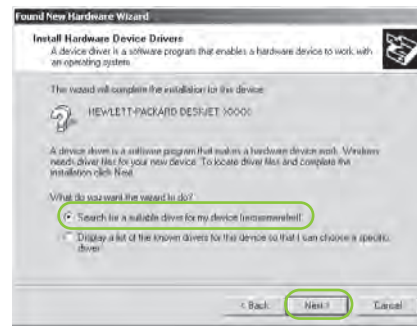 Found New Hardware Wizard
Install Hardware Device Drivers
A device driver is a software program that enables a hardware device to work with
an operating system.
This wizard will complete the installation for this device:
HEWLETT-PACKARD DESKJET XXXXX
A device driver is a software program that makes a hardware device work. Windows
needs driver files for your new device. To locate driver files and complete the
installation click Next.
What do you want the wizard to do?
Search for a suitable driver for my device (recommended)
Display a list of the known drivers for this device so that I can choose a specific
driver
< Back
Next >
Cancel